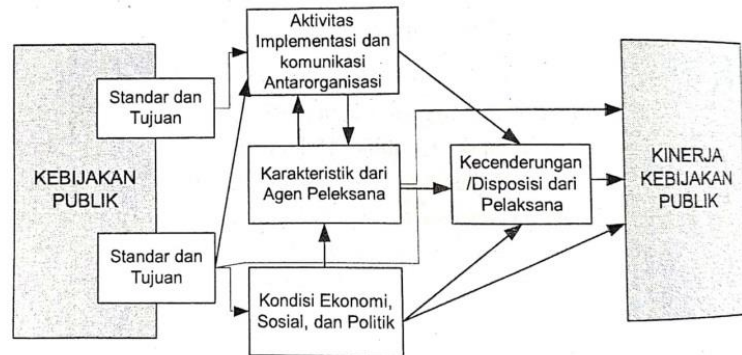 Aktivitas
Implementasi dan
komunikasi
Antarorganisasi
Standar dan
Tujuan
KEBIJAKAN
PUBLIK
Karakteristik dari
Agen Peleksana
Kecenderungan
/Disposisi dari
Pelaksana
KINERJA
KEBIJAKAN
PUBLIK
Standar dan
Tujuan
Kondisi Ekonomi,
Sosial, dan Politik